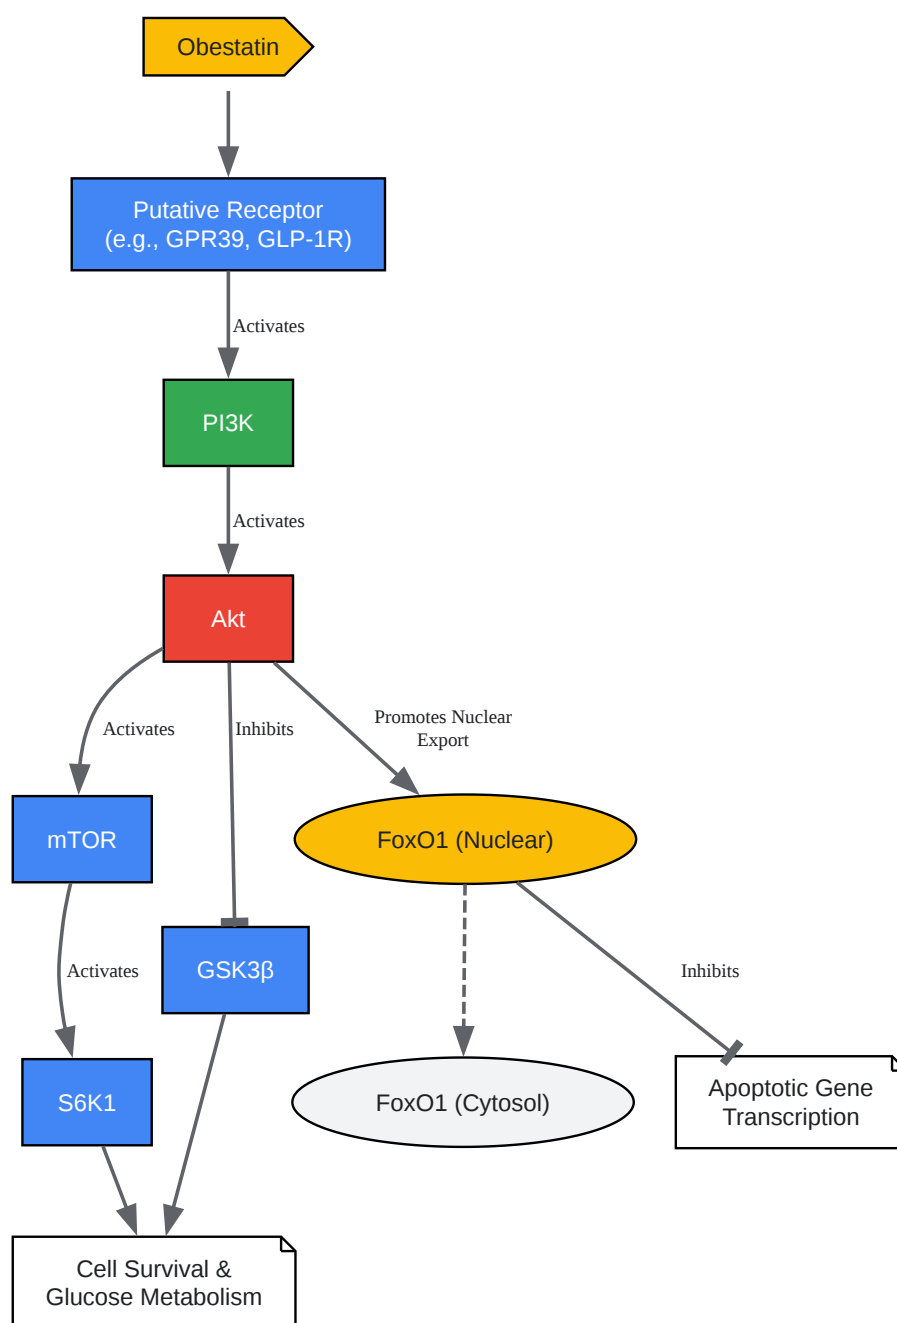 Obestatin
Putative Receptor
(e.g., GPR39, GLP-1R)
Activates
PI3K
Activates
Akt
Activates
Inhibits
Promotes Nuclear
Export
mTOR
FoxO1 (Nuclear)
Activates
GSK3β
Inhibits
S6K1
FoxO1 (Cytosol)
Apoptotic Gene
Transcription
Cell Survival &
Glucose Metabolism